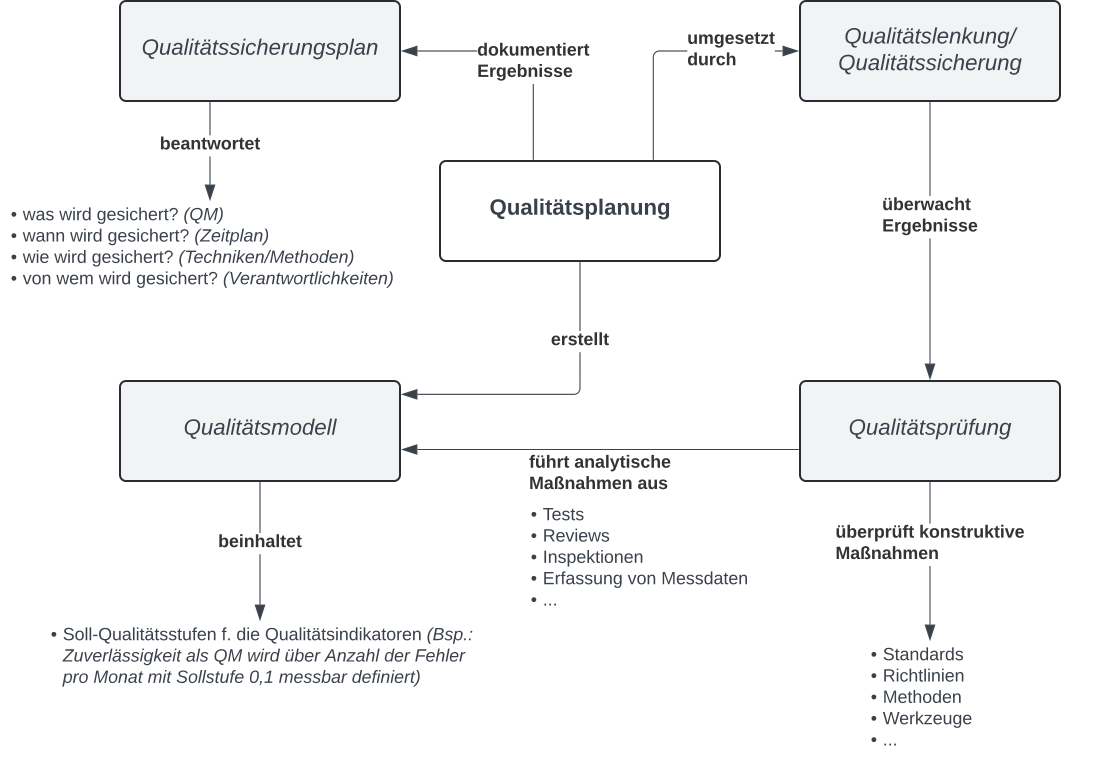 Qualitätssicherungsplan
dokumentiert
Ergebnisse
umgesetzt
durch
Qualitätslenkung/
Qualitätssicherung
beantwortet
• was wird gesichert? (QM)
• wann wird gesichert? (Zeitplan)
• wie wird gesichert? (Techniken/Methoden)
• von wem wird gesichert? (Verantwortlichkeiten)
Qualitätsplanung
überwacht
Ergebnisse
erstellt
Qualitätsmodell
Qualitätsprüfung
führt analytische
Maßnahmen aus
• Tests
• Reviews
• Inspektionen
• Erfassung von Messdaten
• ...
beinhaltet
überprüft konstruktive
Maßnahmen
• Soll-Qualitätsstufen f. die Qualitätsindikatoren (Bsp.:
Zuverlässigkeit als QM wird über Anzahl der Fehler
pro Monat mit Sollstufe 0,1 messbar definiert)
• Standards
• Richtlinien
• Methoden
• Werkzeuge
• ...